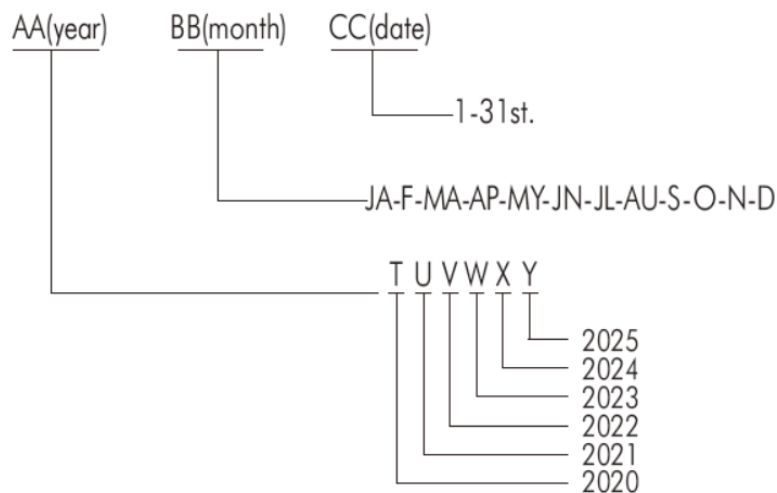 AA(year) BB(month) CC(date)
1-31st.
JA-F-MA-AP-MY-JN-JL-AU-S-O-N-D
T U V W X Y
2025
2024
2023
2022
2021
2020